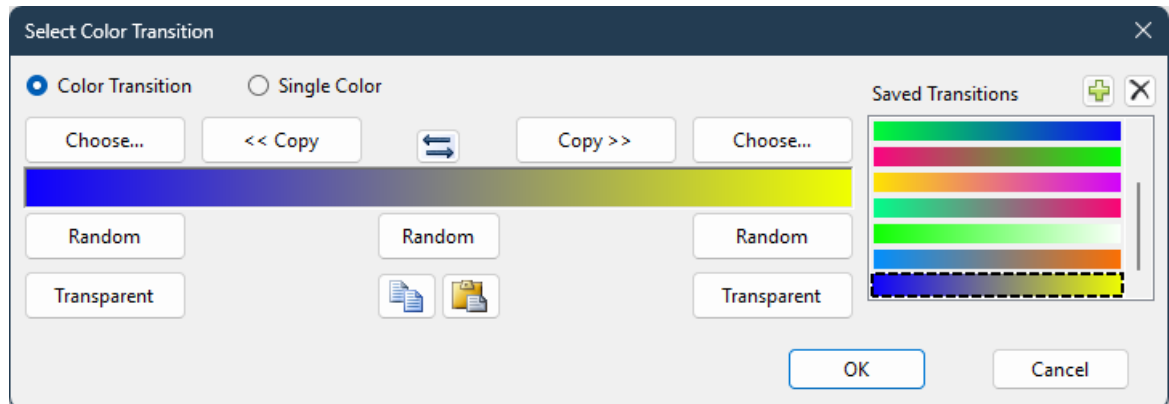 Select Color Transition
Color Transition
Single Color
Saved Transitions
Choose...
<< Copy
Copy >>
Choose...
Random
Random
Random
Transparent
Transparent
OK
Cancel